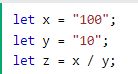 let x = "100";
let y = "10";
let z = x / y;